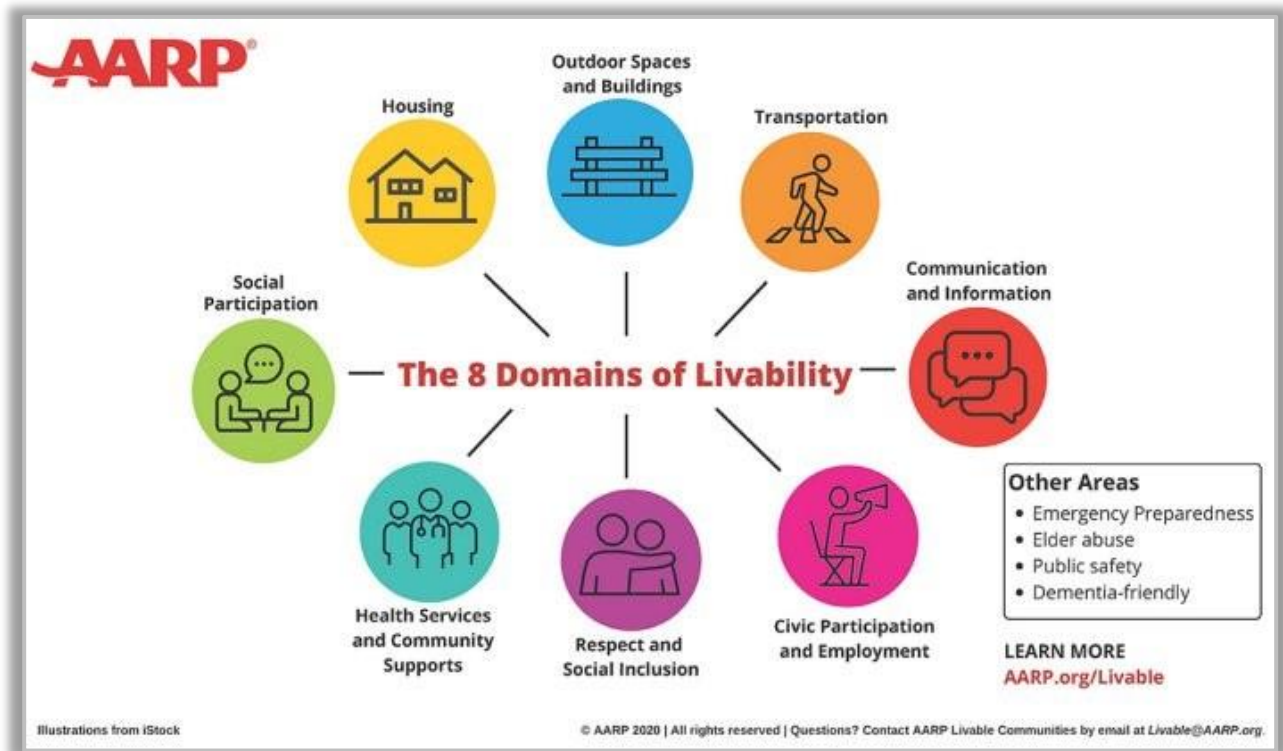 AARP®
Housing
Outdoor Spaces
and Buildings
Transportation
Social
Participation
Communication
and Information
The 8 Domains of Livability
Health Services
and Community
Supports
Respect and
Social Inclusion
Civic Participation
and Employment
Other Areas
• Emergency Preparedness
• Elder abuse
• Public safety
• Dementia-friendly
LEARN MORE
AARP.org/Livable
Illustrations from iStock
© AARP 2020 | All rights reserved | Questions? Contact AARP Livable Communities by email at Livable@AARP.org.